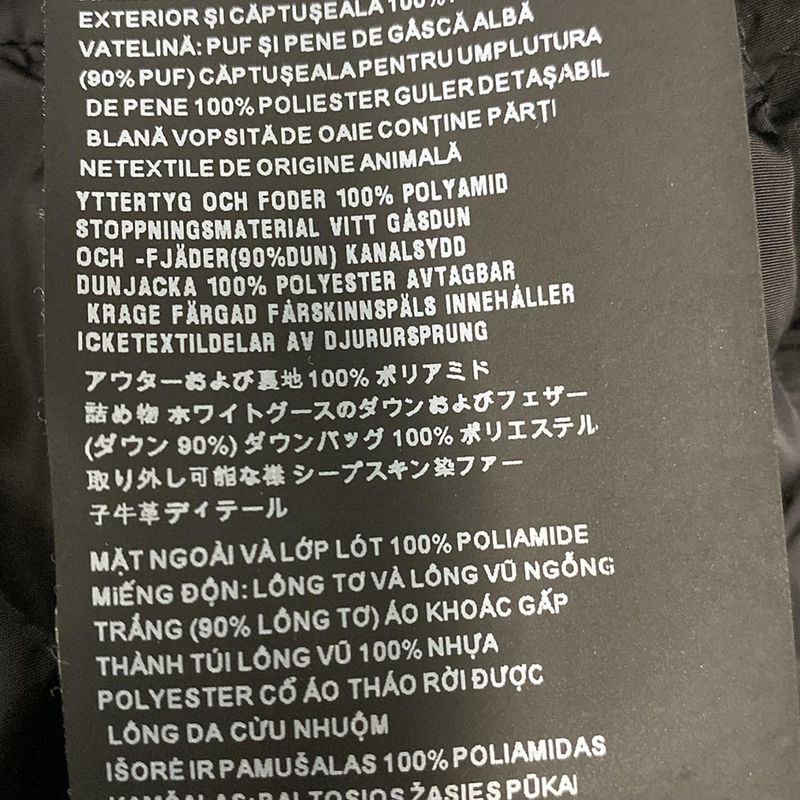 EXTERIOR ȘI CĂPTUȘEALA 100%
VATELINĂ: PUF ȘI PENE DE GÂSCĂ ALBĂ
(90% PUF) CĂPTUȘEALA PENTRU UMPLUTURA
DE PENE 100% POLIESTER GULER DETAȘABIL
BLANĂ VOPSITĂ DE OAIE CONȚINE PĂRȚI
NETEXTILE DE ORIGINE ANIMALĂ
YTTERTYG OCH FODER 100% POLYAMID
STOPPNINGSMATERIAL VITT GÅSDUN
OCH -FJÄDER(90%DUN) KANALSYDD
DUNJACKA 100% POLYESTER AVTAGBAR
KRAGE FÄRGAD FÅRSKINNSPÄLS INNEHÅLLER
ICKETEXTILDELAR AV DJURURSPRUNG
アウターおよび裏地 100% ポリアミド
詰め物 ホワイトグースのダウンおよびフェザー
(ダウン 90%) ダウンバッグ 100% ポリエステル
取り外し可能な襟 シープスキン染ファー
子牛革ディテール
MẶT NGOÀI VÀ LỚP LÓT 100% POLIAMIDE
MIẾNG ĐỘN: LÔNG TƠ VÀ LÔNG VŨ NGỖNG
TRẮNG (90% LÔNG TƠ) ÁO KHOÁC GẤP
THÀNH TÚI LÔNG VŨ 100% NHỰA
POLYESTER CỔ ÁO THÁO RỜI ĐƯỢC
LÔNG DA CỪU NHUỘM
IŠORĖ IR PAMUŠALAS 100% POLIAMIDAS
KAMŠALAS: BALTOSIOS ŽĄSIES PŪKAI